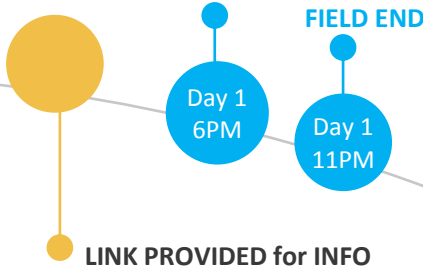 FIELD END
Day 1
6PM
Day 1
11PM
LINK PROVIDED for INFO